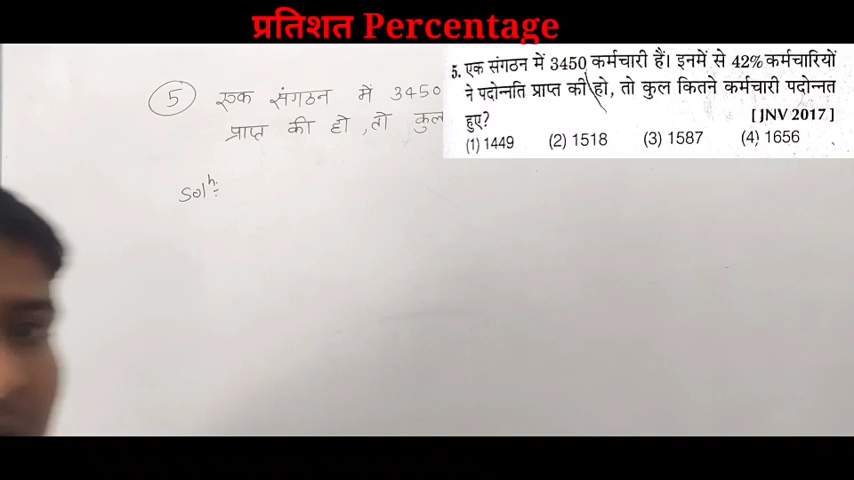 प्रतिशत Percentage
5. एक संगठन में 3450 कर्मचारी हैं। इनमें से 42% कर्मचारियों
ने पदोन्नति प्राप्त की हो, तो कुल कितने कर्मचारी पदोन्नत
हुए?
[JNV 2017]
(1) 1449 (2) 1518 (3) 1587 (4) 1656
5 एक संगठन में 3450
प्राप्त की हो, तो कुल
Solⁿ: